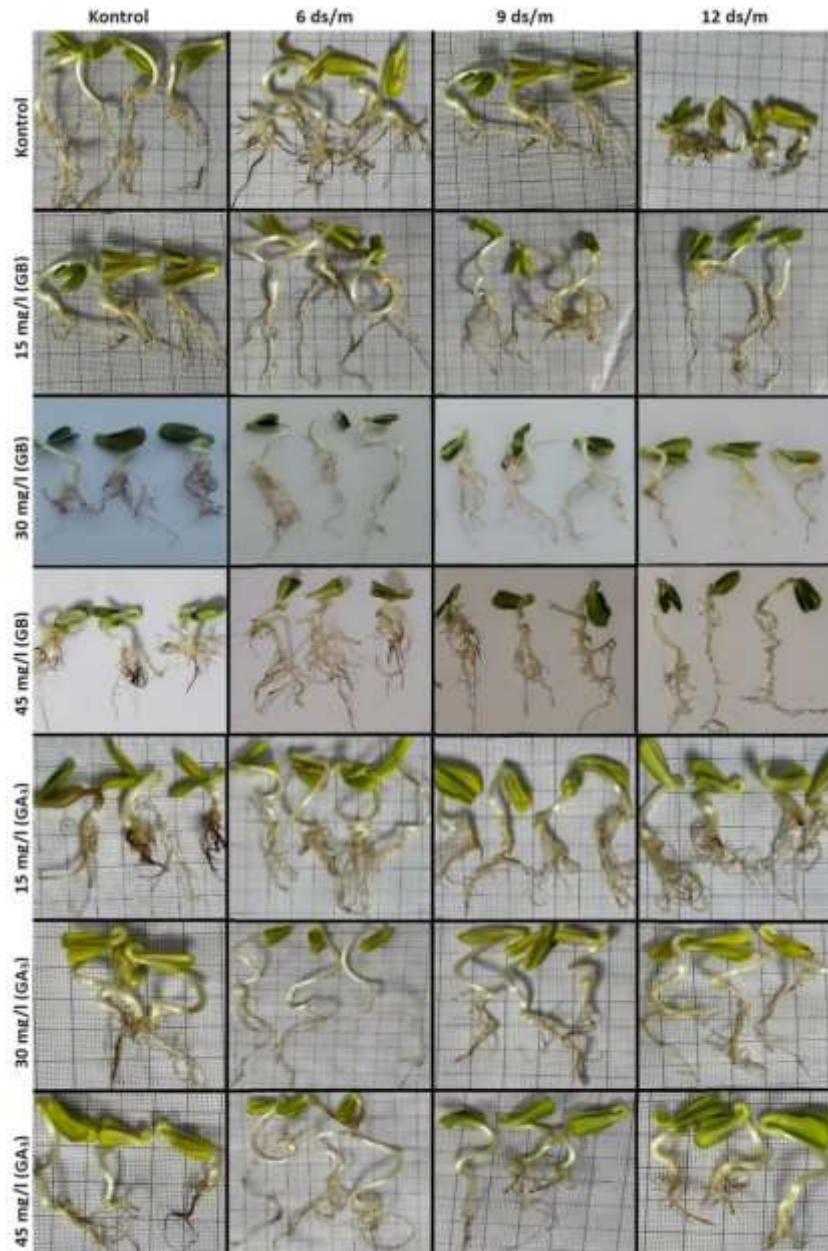 Kontrol 6 ds/m 9 ds/m 12 ds/m
Kontrol
15 mg/l (GB)
30 mg/l (GB)
45 mg/l (GB)
15 mg/l (GA₃)
30 mg/l (GA₃)
45 mg/l (GA₃)